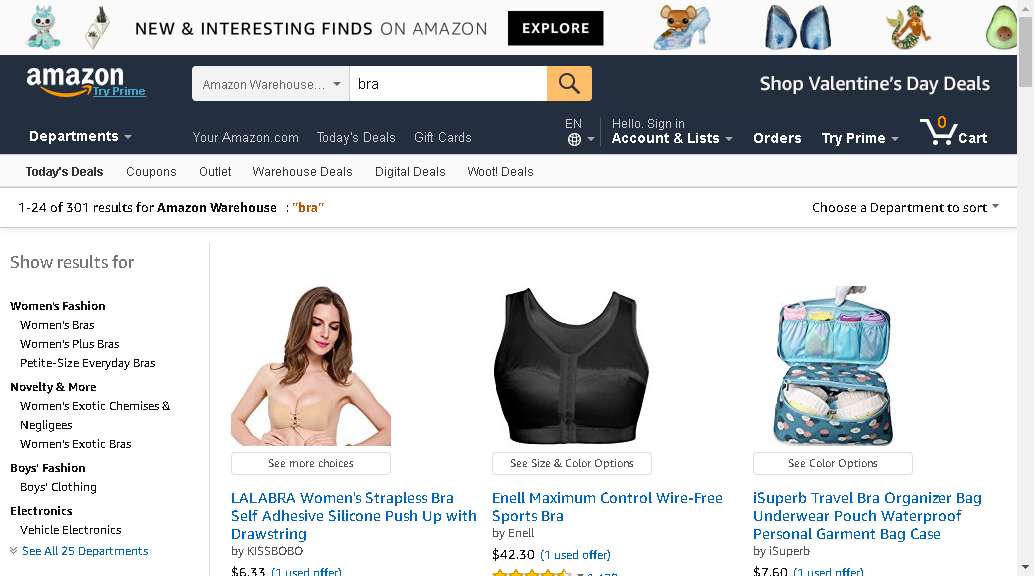 NEW & INTERESTING FINDS ON AMAZON EXPLORE
amazon
Try Prime
Amazon Warehouse...
bra
Shop Valentine's Day Deals
Departments
Your Amazon.com
Today's Deals
Gift Cards
EN
Hello. Sign in
Account & Lists
Orders
Try Prime
0
Cart
Today's Deals
Coupons
Outlet
Warehouse Deals
Digital Deals
Woot! Deals
1-24 of 301 results for Amazon Warehouse : "bra"
Choose a Department to sort
Show results for
Women's Fashion
Women's Bras
Women's Plus Bras
Petite-Size Everyday Bras
Novelty & More
Women's Exotic Chemises &
Negligees
Women's Exotic Bras
Boys' Fashion
Boys' Clothing
Electronics
Vehicle Electronics
See All 25 Departments
See more choices
LALABRA Women's Strapless Bra
Self Adhesive Silicone Push Up with
Drawstring
by KISSBOBO
$6.33 (1 used offer)
See Size & Color Options
Enell Maximum Control Wire-Free
Sports Bra
by Enell
$42.30 (1 used offer)
See Color Options
iSuperb Travel Bra Organizer Bag
Underwear Pouch Waterproof
Personal Garment Bag Case
by iSuperb
$7.60 (1 used offer)